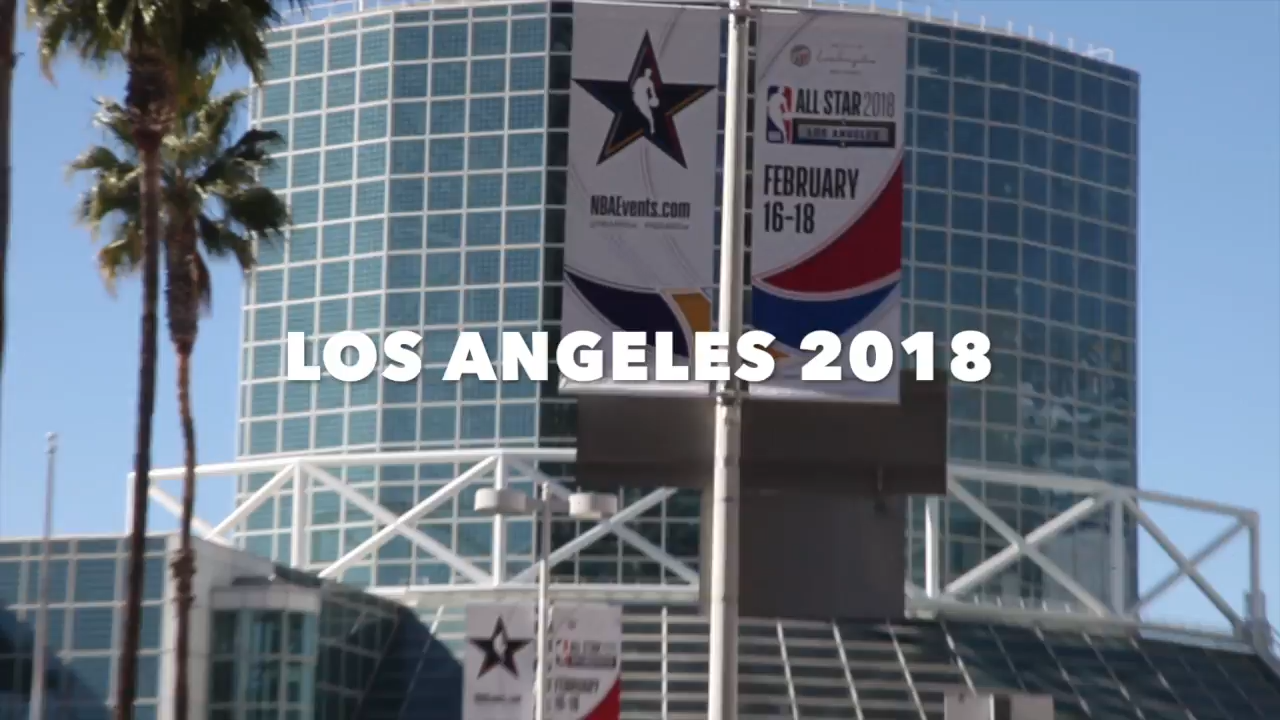 NBAEvents.com
ALL STAR 2018
LOS ANGELES
FEBRUARY
16-18
LOS ANGELES 2018